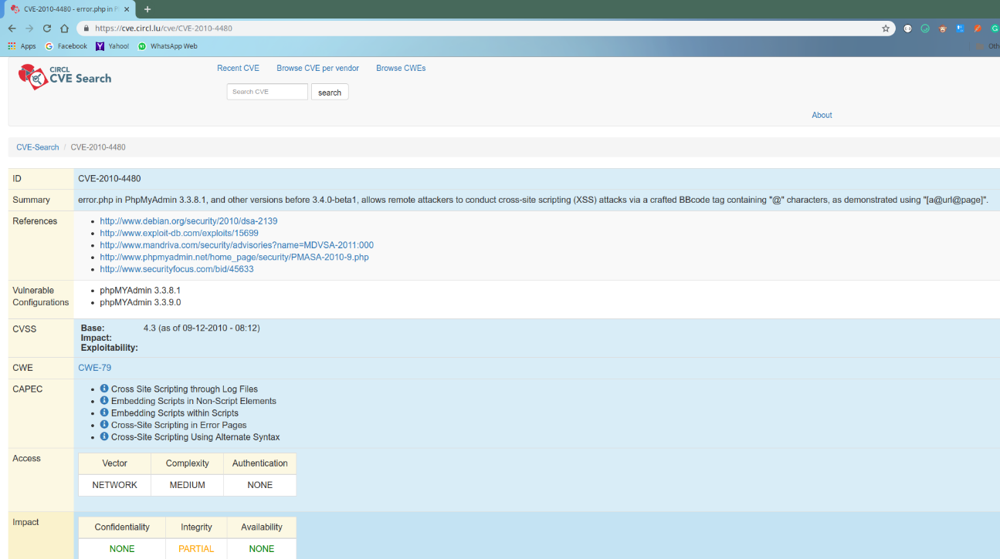 CVE-2010-4480 - error.php in P
https://cve.circl.lu/cve/CVE-2010-4480
Apps Facebook Yahoo! WhatsApp Web Oth
CIRCL
CVE Search
Recent CVE Browse CVE per vendor Browse CWEs
Search CVE search
About
CVE-Search / CVE-2010-4480
ID CVE-2010-4480
Summary error.php in PhpMyAdmin 3.3.8.1, and other versions before 3.4.0-beta1, allows remote attackers to conduct cross-site scripting (XSS) attacks via a crafted BBcode tag containing "@" characters, as demonstrated using "[a@url@page]".
References
http://www.debian.org/security/2010/dsa-2139
http://www.exploit-db.com/exploits/15699
http://www.mandriva.com/security/advisories?name=MDVSA-2011:000
http://www.phpmyadmin.net/home_page/security/PMASA-2010-9.php
http://www.securityfocus.com/bid/45633
Vulnerable
Configurations
phpMYAdmin 3.3.8.1
phpMYAdmin 3.3.9.0
CVSS
Base: 4.3 (as of 09-12-2010 - 08:12)
Impact:
Exploitability:
CWE CWE-79
CAPEC
Cross Site Scripting through Log Files
Embedding Scripts in Non-Script Elements
Embedding Scripts within Scripts
Cross-Site Scripting in Error Pages
Cross-Site Scripting Using Alternate Syntax
Access
Vector Complexity Authentication
NETWORK MEDIUM NONE
Impact
Confidentiality Integrity Availability
NONE PARTIAL NONE